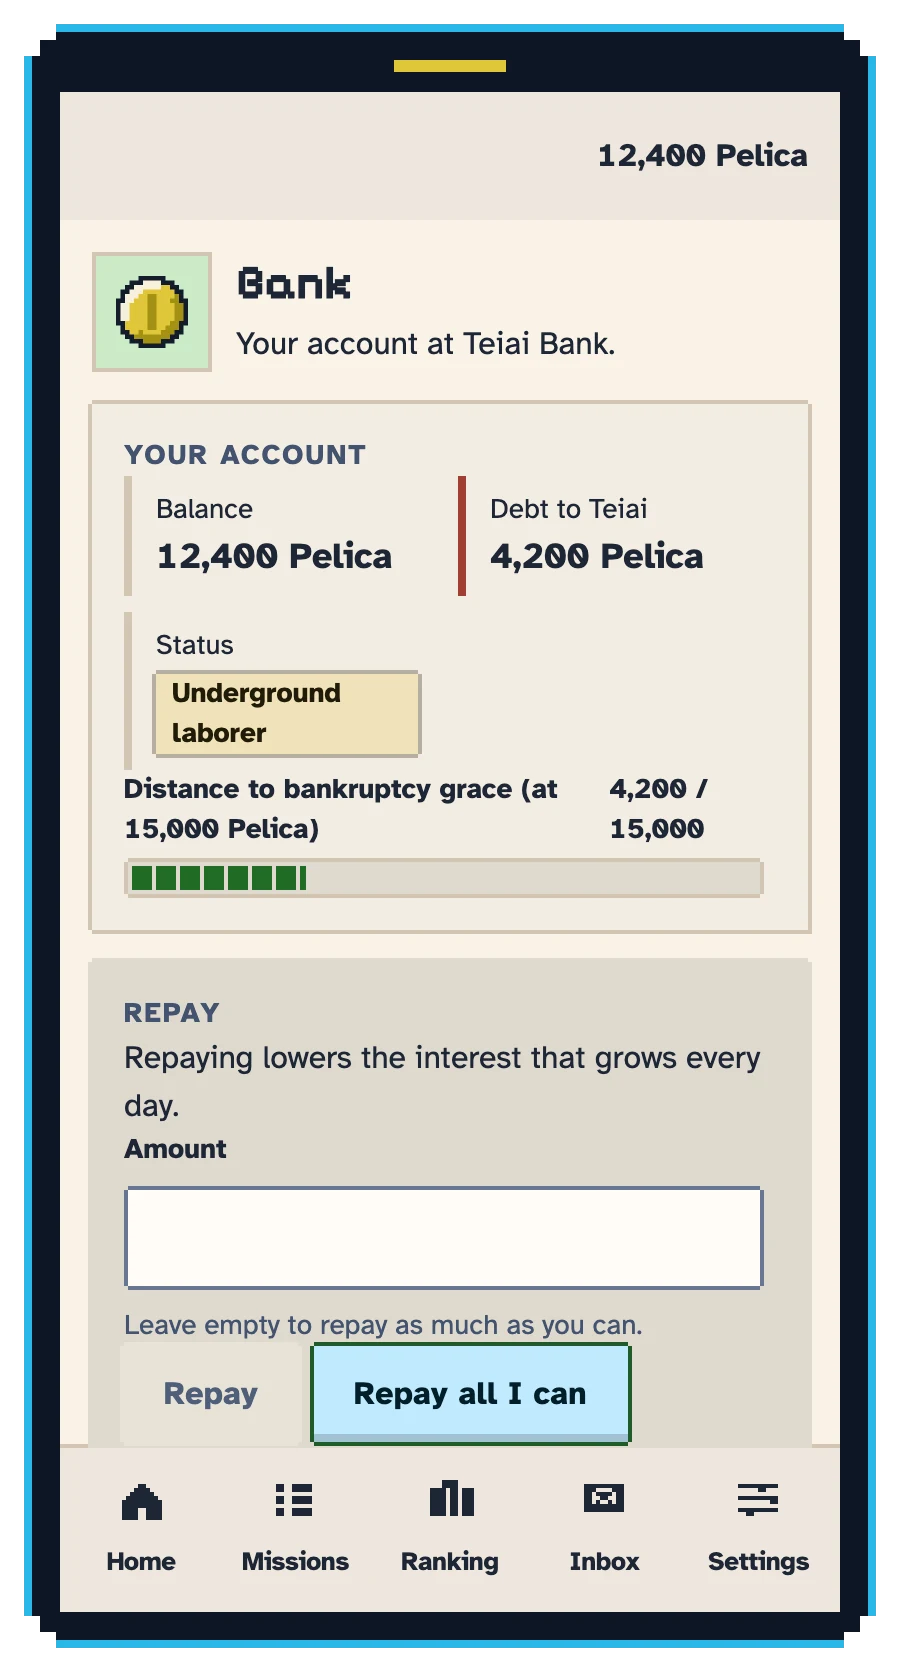 12,400 Pelica
Bank
Your account at Teiai Bank.
YOUR ACCOUNT
Balance
12,400 Pelica
Debt to Teiai
4,200 Pelica
Status
Underground
laborer
Distance to bankruptcy grace (at
15,000 Pelica)
4,200 /
15,000
REPAY
Repaying lowers the interest that grows every
day.
Amount
Leave empty to repay as much as you can.
Repay
Repay all I can
Home
Missions
Ranking
Inbox
Settings